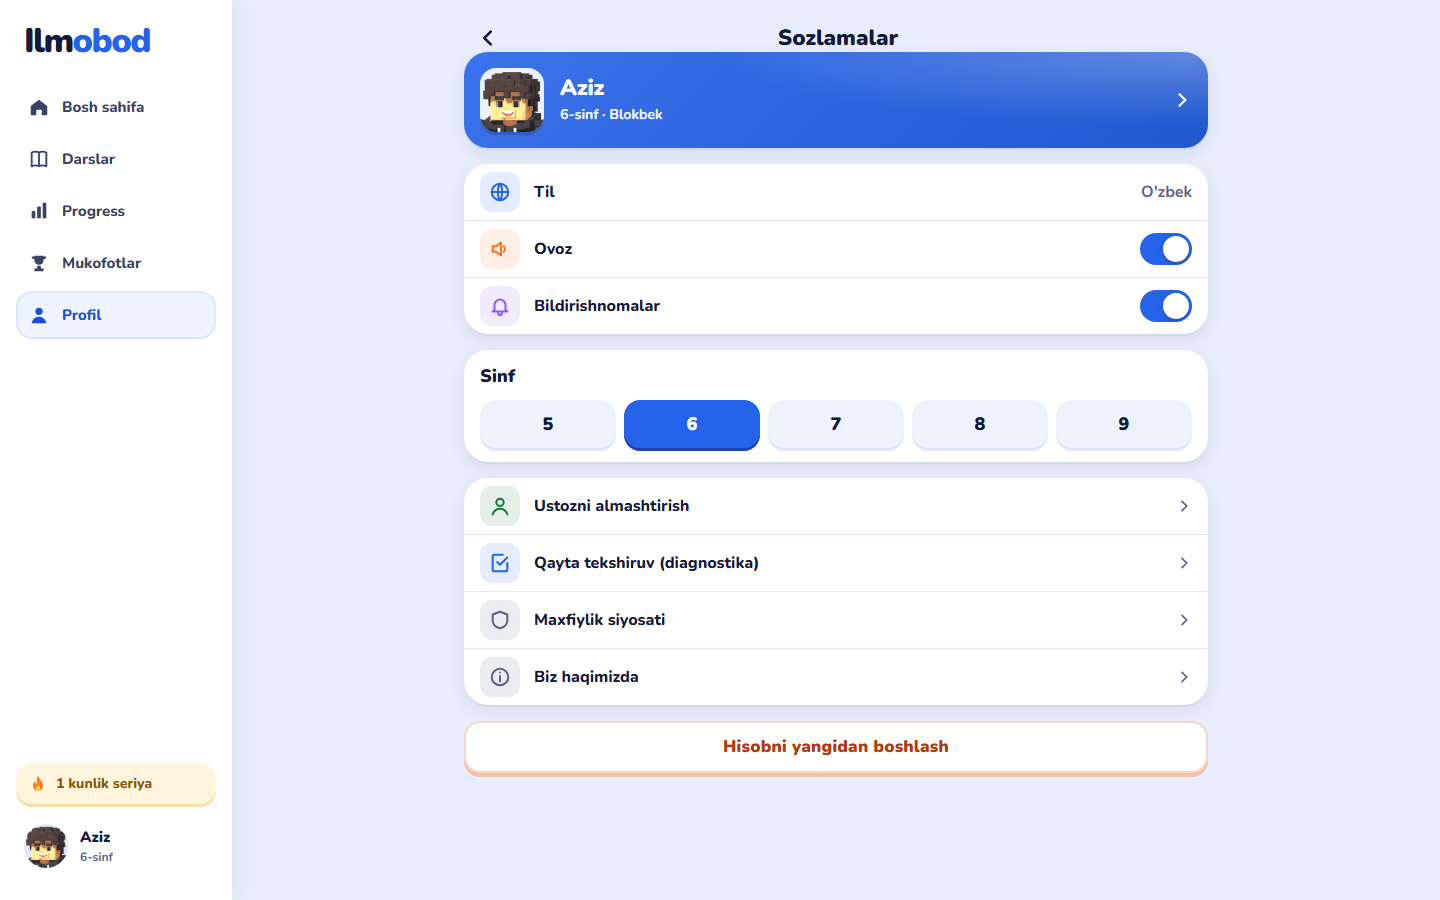 Ilmobod
Bosh sahifa
Darslar
Progress
Mukofotlar
Profil
1 kunlik seriya
Aziz
6-sinf
Sozlamalar
Aziz
6-sinf · Blokbek
Til
O'zbek
Ovoz
Bildirishnomalar
Sinf
5
6
7
8
9
Ustozni almashtirish
Qayta tekshiruv (diagnostika)
Maxfiylik siyosati
Biz haqimizda
Hisobni yangidan boshlash